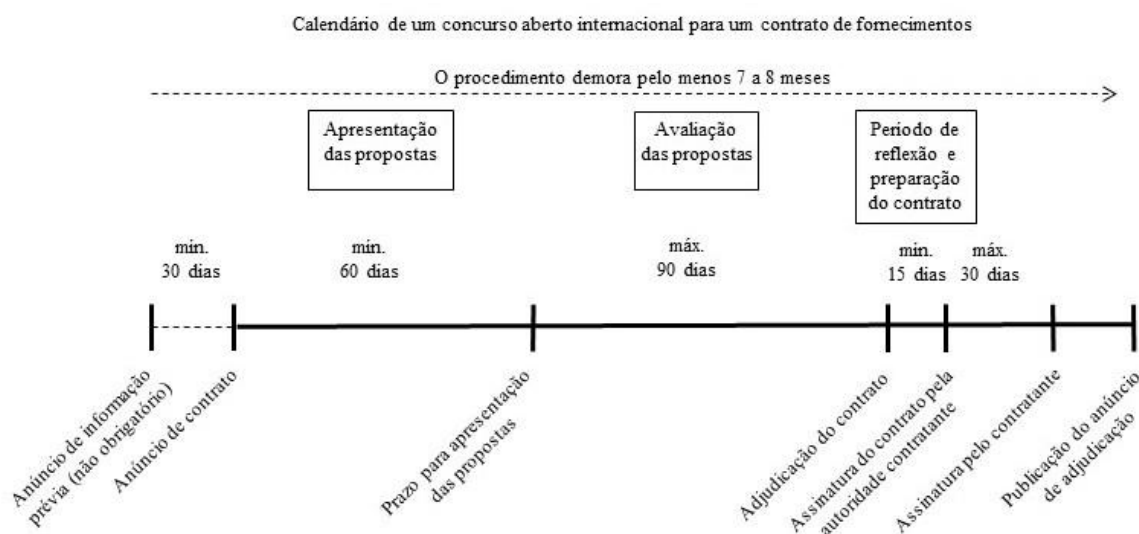 Calendário de um concurso aberto internacional para um contrato de fornecimentos
O procedimento demora pelo menos 7 a 8 meses
Apresentação
das propostas
Avaliação
das propostas
Período de
reflexão e
preparação
do contrato
mín.
30 dias
mín.
60 dias
máx.
90 dias
mín.
15 dias
máx.
30 dias
Anúncio de informação
prévia (não obrigatório)
Anúncio de contrato
Prazo para apresentação
das propostas
Adjudicação do contrato
Assinatura do contrato pela
autoridade contratante
Assinatura pelo contratante
Publicação do anúncio
de adjudicação